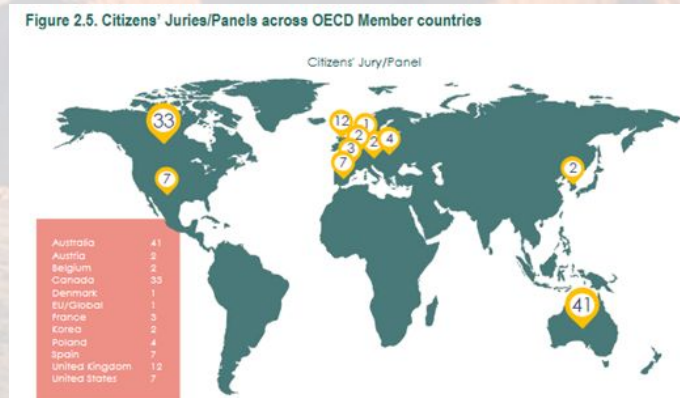 Figure 2.5. Citizens' Juries/Panels across OECD Member countries
Citizens' Jury/Panel
33
12
1
2
2
4
3
7
7
2
41
Australia 41
Austria 2
Belgium 2
Canada 33
Denmark 1
EU/Global 1
France 3
Korea 2
Poland 4
Spain 7
United Kingdom 12
United States 7